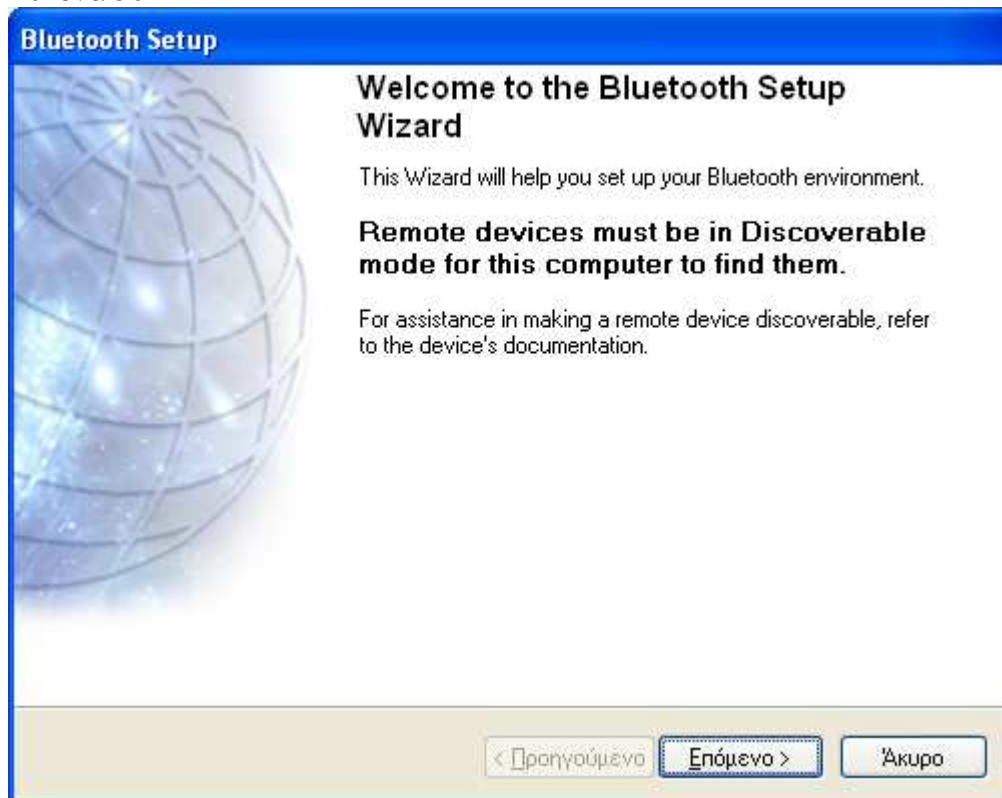 Bluetooth Setup
Welcome to the Bluetooth Setup
Wizard
This Wizard will help you set up your Bluetooth environment.
Remote devices must be in Discoverable
mode for this computer to find them.
For assistance in making a remote device discoverable, refer
to the device's documentation.
< Προηγούμενο Επόμενο > Άκυρο